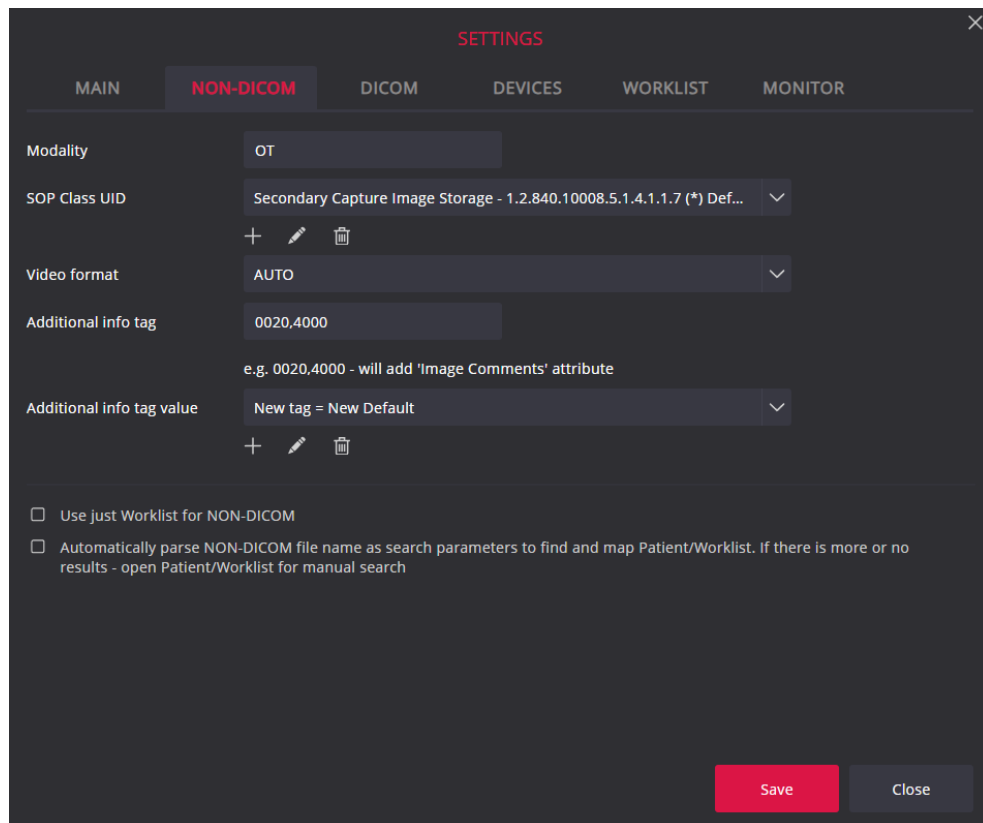 SETTINGS
MAIN NON-DICOM DICOM DEVICES WORKLIST MONITOR
Modality OT
SOP Class UID Secondary Capture Image Storage - 1.2.840.10008.5.1.4.1.1.7 (*) Def...
Video format AUTO
Additional info tag 0020,4000
e.g. 0020,4000 - will add 'Image Comments' attribute
Additional info tag value New tag = New Default
Use just Worklist for NON-DICOM
Automatically parse NON-DICOM file name as search parameters to find and map Patient/Worklist. If there is more or no
results - open Patient/Worklist for manual search
Save Close